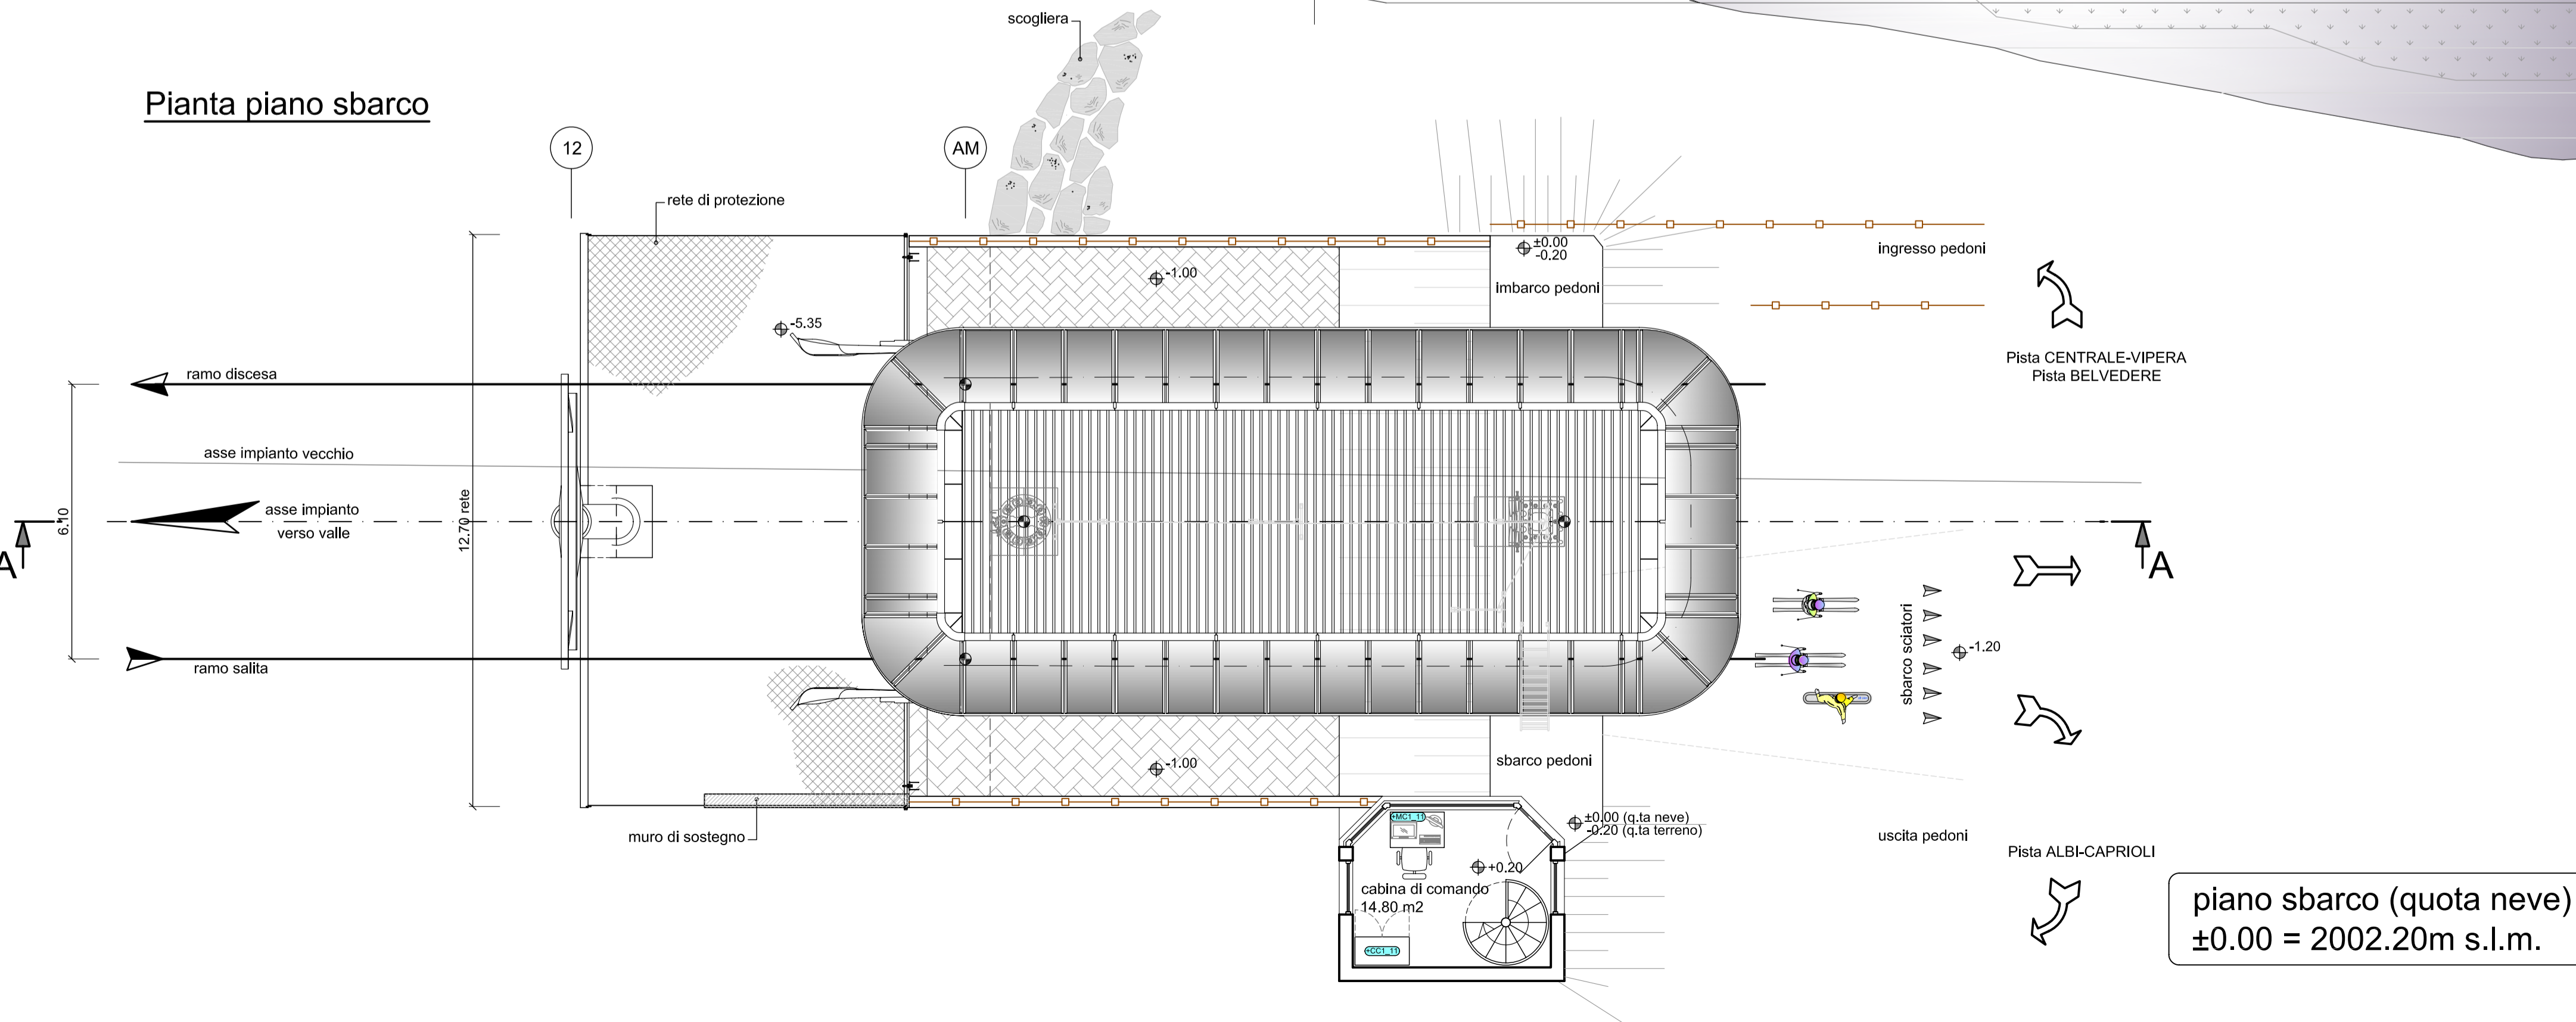 scogliera
Pianta piano sbarco
12
AM
rete di protezione
±0.00
-0.20
ingresso pedoni
-1.00
imbarco pedoni
-5.35
Pista CENTRALE-VIPERA
Pista BELVEDERE
ramo discesa
asse impianto vecchio
asse impianto
verso valle
6.10
12.70 rete
A
A
sbarco sciatori
-1.20
ramo salita
-1.00
sbarco pedoni
muro di sostegno
+MC1_11
±0.00 (q.ta neve)
-0.20 (q.ta terreno)
uscita pedoni
Pista ALBI-CAPRIOLI
+0.20
cabina di comando
14.80 m2
+CC1_11
piano sbarco (quota neve)
±0.00 = 2002.20m s.l.m.